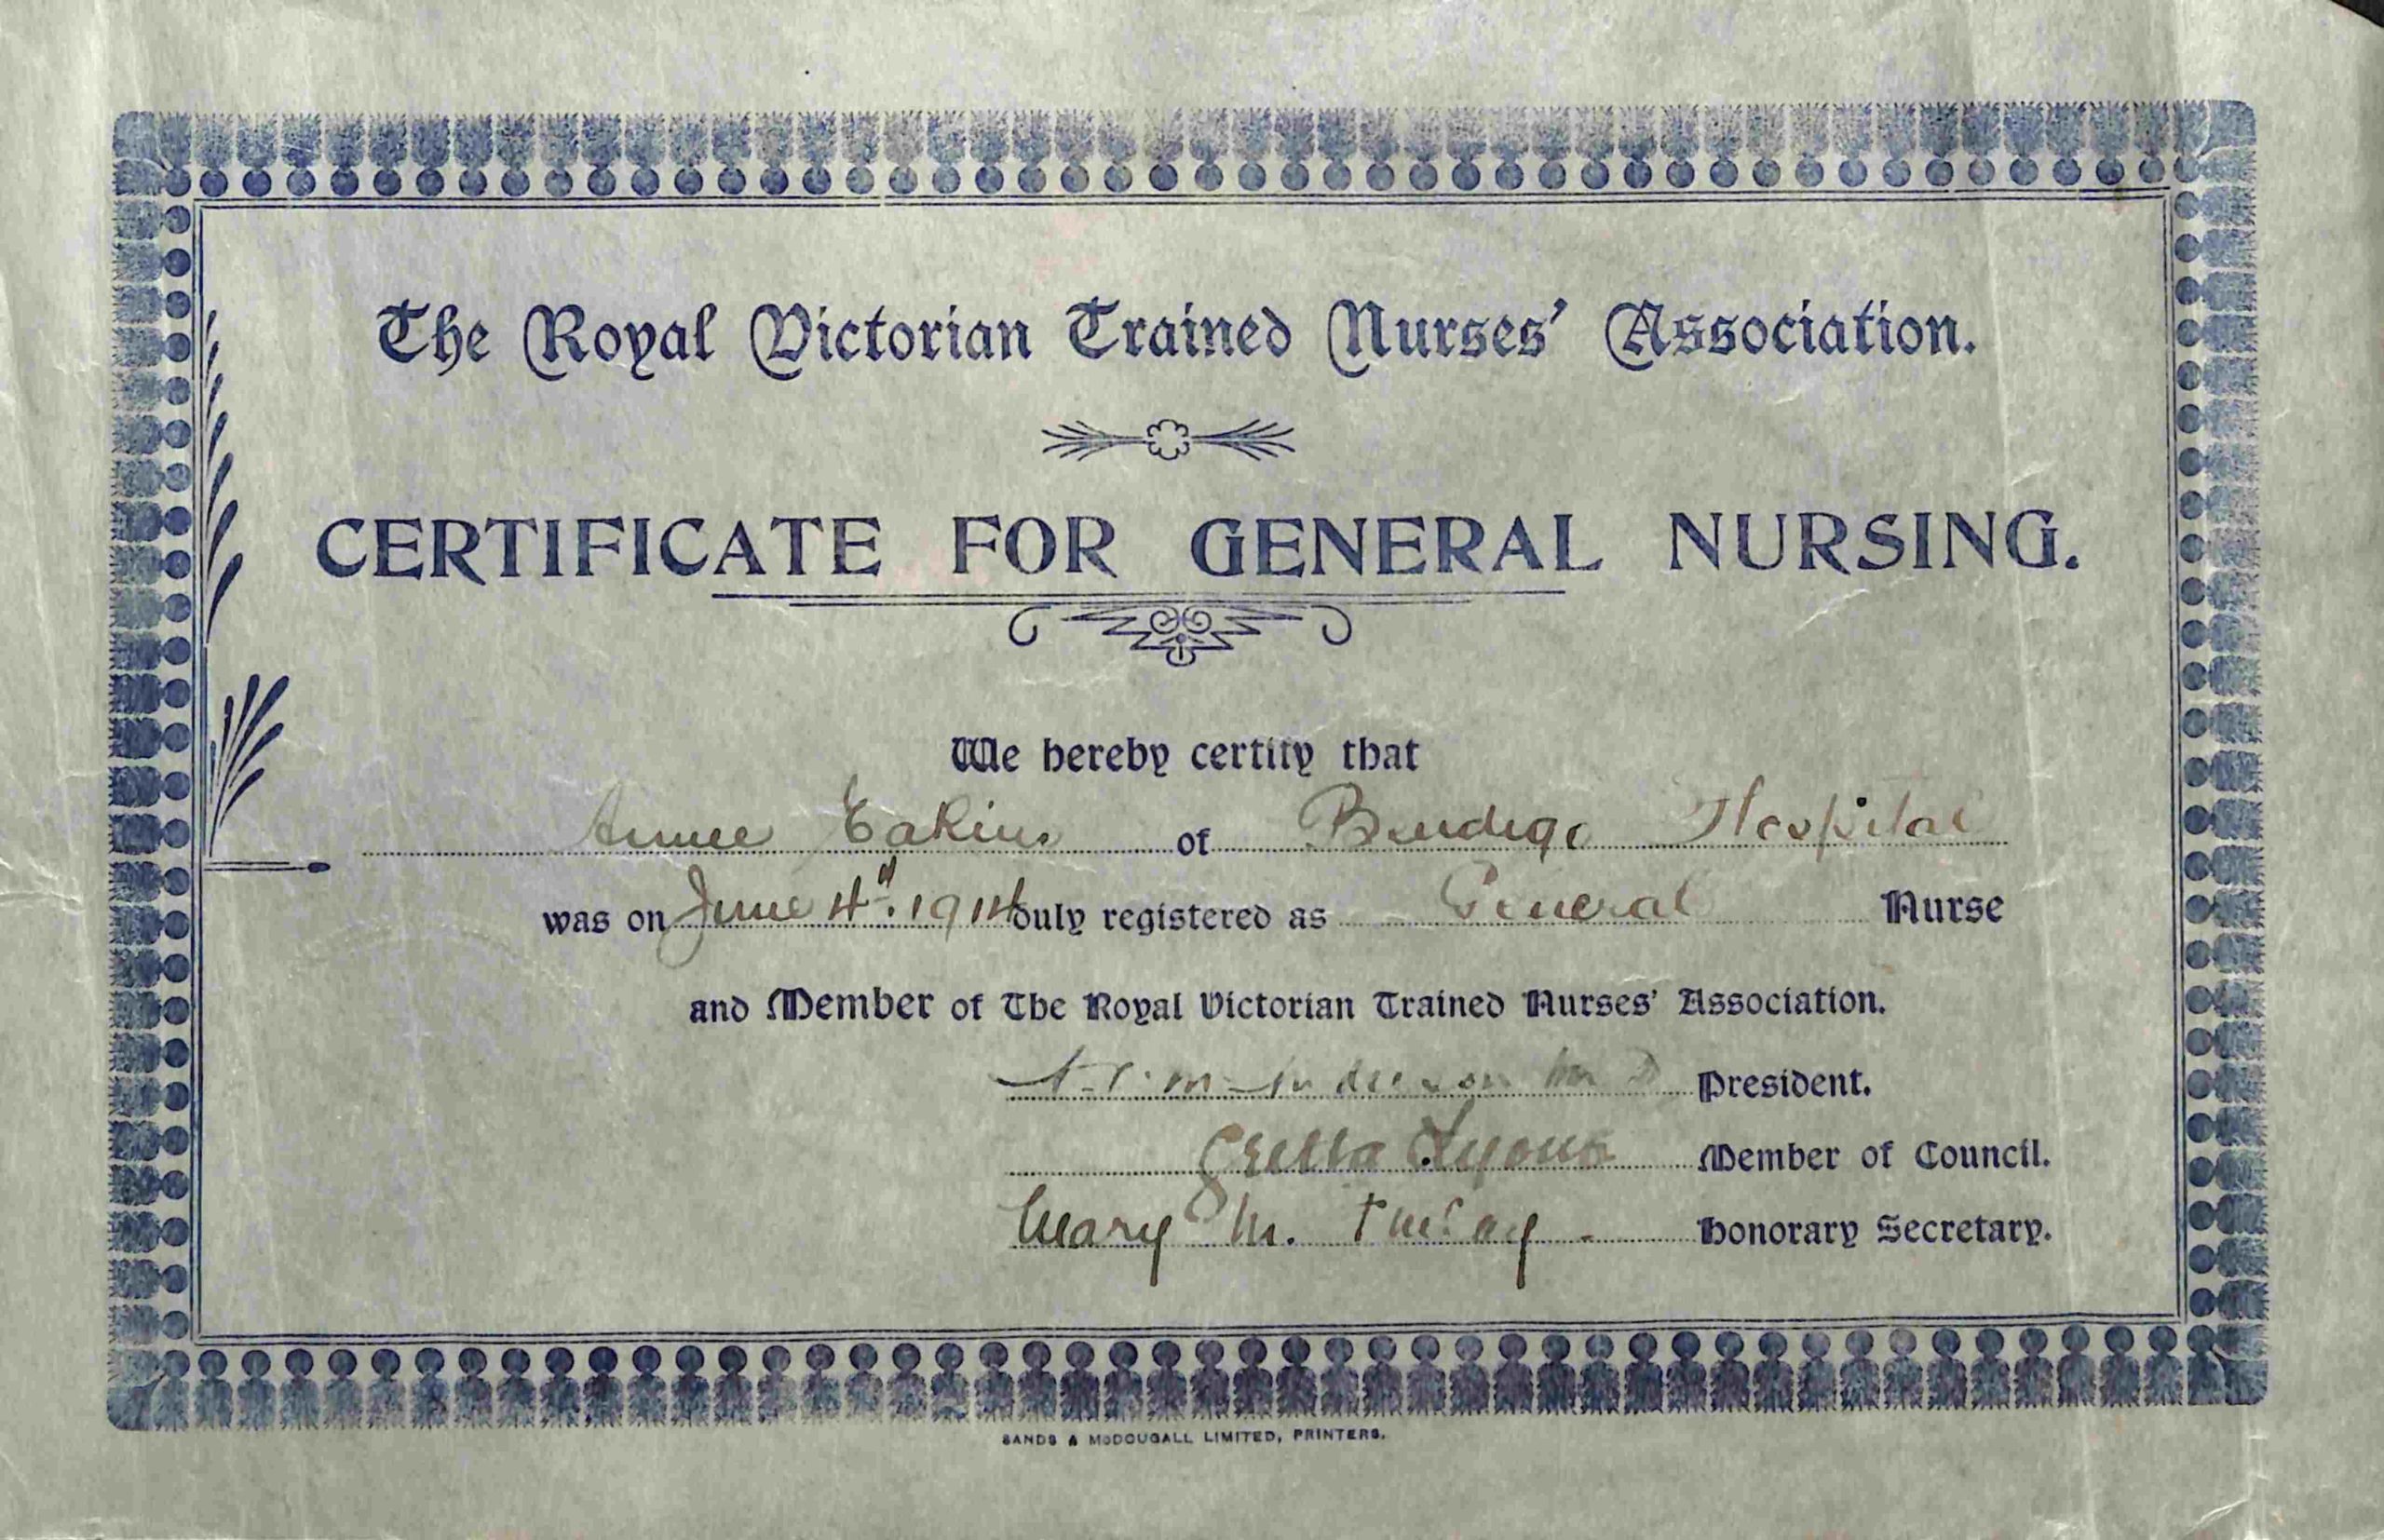 The Royal Victorian Trained Nurses' Association.
CERTIFICATE FOR GENERAL NURSING.
We hereby certify that
Annie Eakins of Bendigo Hospital
was on June 4th. 1914 duly registered as General Nurse
and Member of The Royal Victorian Trained Nurses' Association.
President.
Gretta Lyons Member of Council.
Mary M. Honorary Secretary.
SANDS & McDOUGALL LIMITED, PRINTERS.